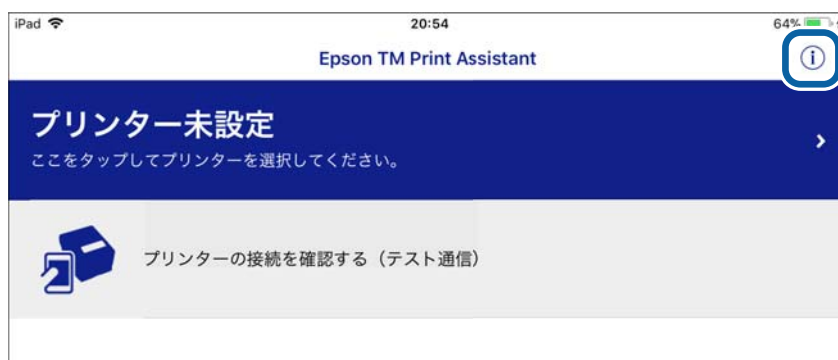 iPad 20:54 64%
Epson TM Print Assistant
プリンター未設定
ここをタップしてプリンターを選択してください。
プリンターの接続を確認する（テスト通信）